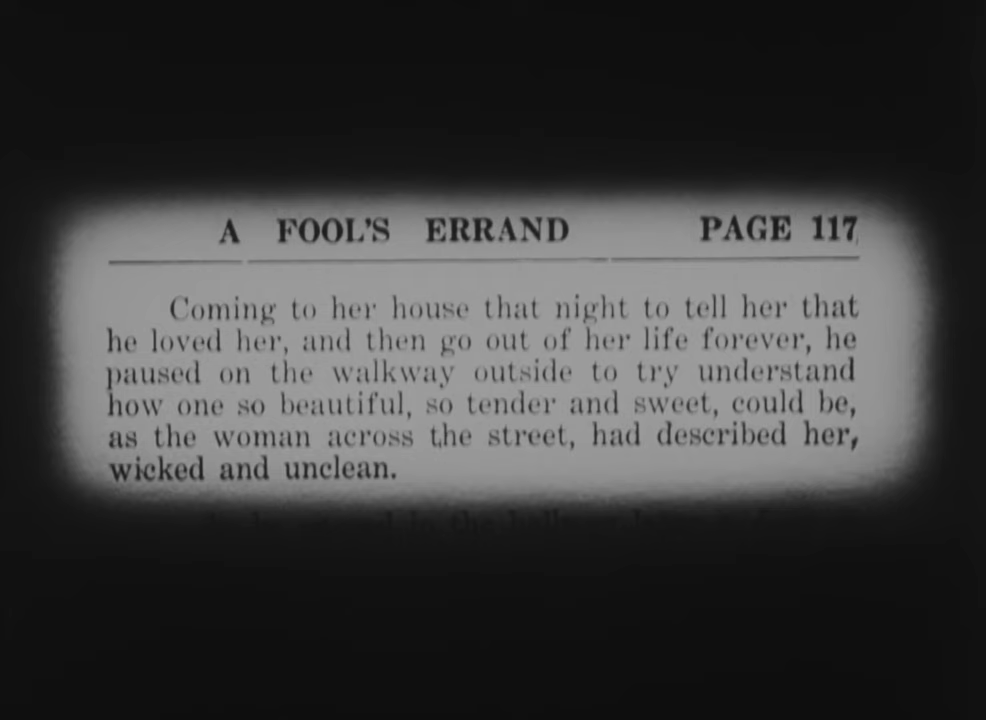 A FOOL'S ERRAND PAGE 117
Coming to her house that night to tell her that
he loved her, and then go out of her life forever, he
paused on the walkway outside to try understand
how one so beautiful, so tender and sweet, could be,
as the woman across the street, had described her,
wicked and unclean.